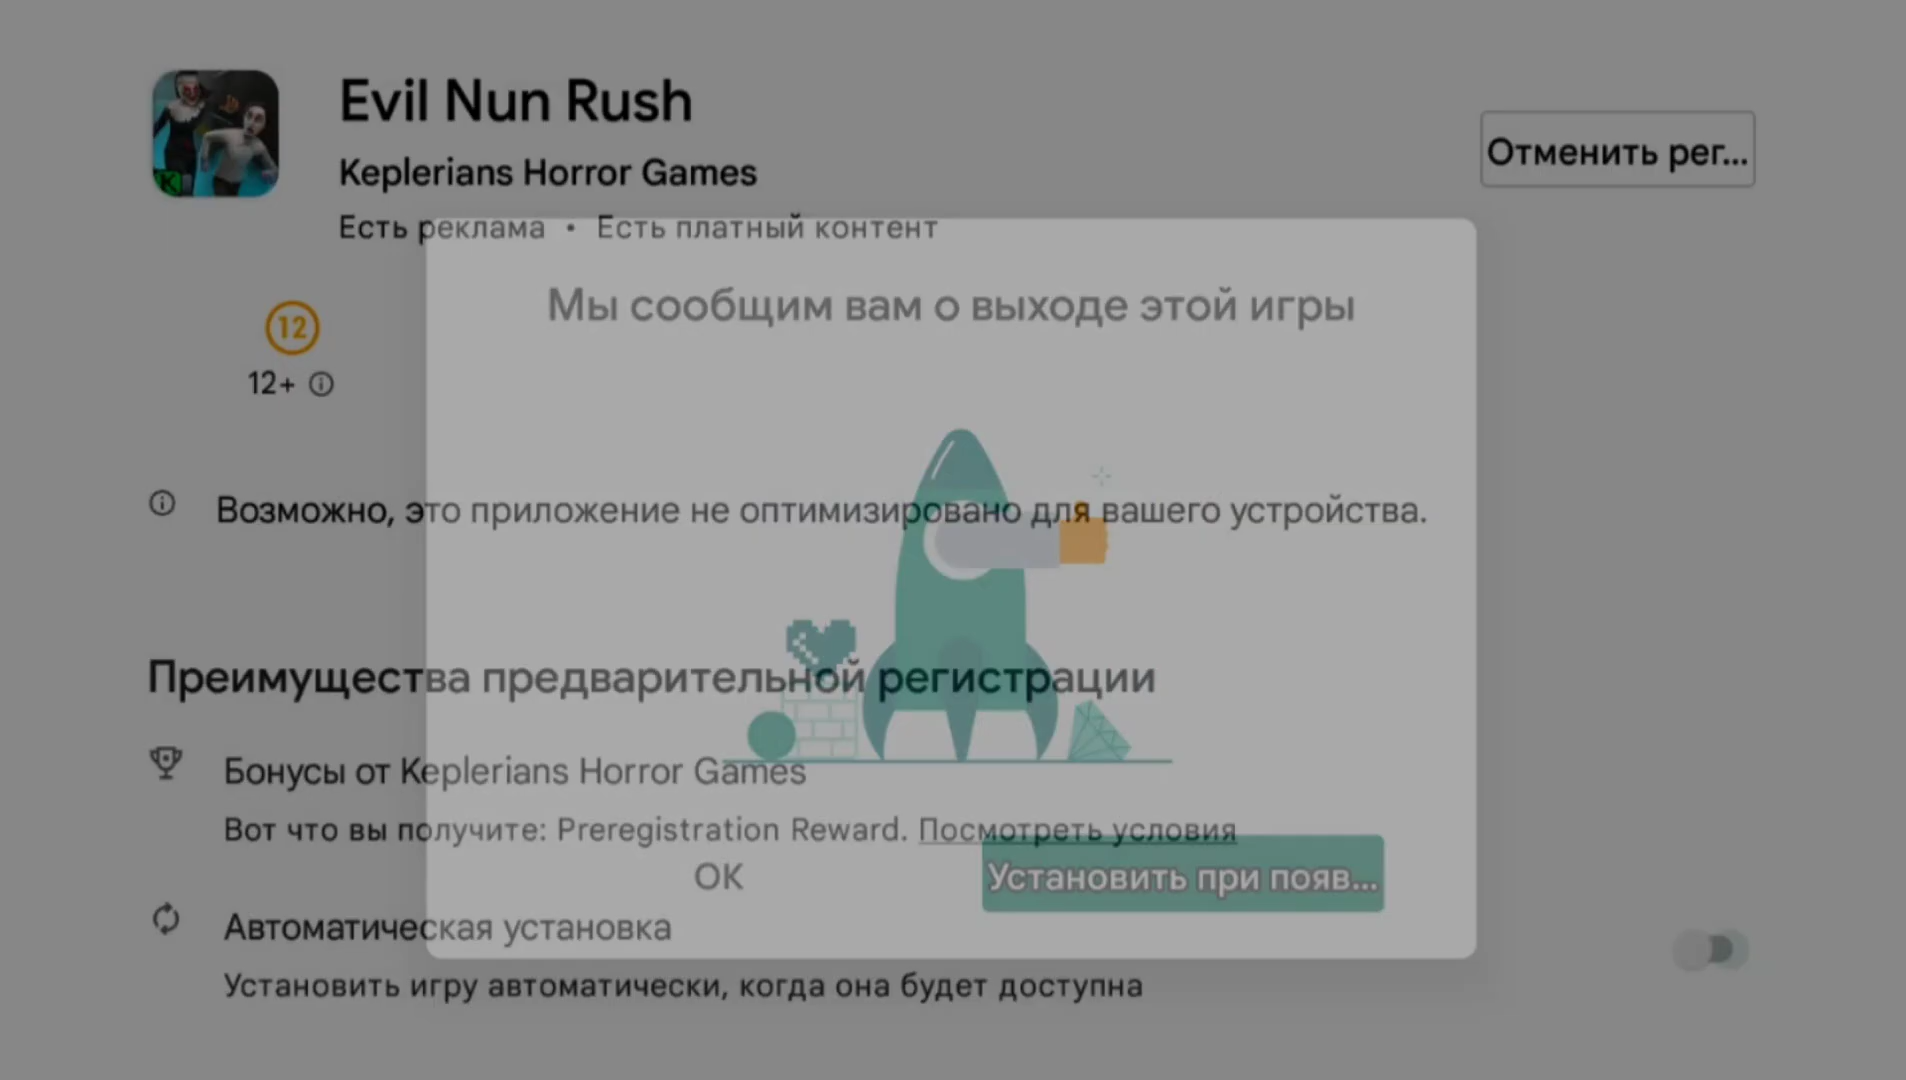 Evil Nun Rush
Keplerians Horror Games
Отменить рег...
Есть реклама • Есть платный контент
Мы сообщим вам о выходе этой игры
12
12+
Возможно, это приложение не оптимизировано для вашего устройства.
Преимущества предварительной регистрации
Бонусы от Keplerians Horror Games
Вот что вы получите: Preregistration Reward. Посмотреть условия
OK
Установить при появ...
Автоматическая установка
Установить игру автоматически, когда она будет доступна